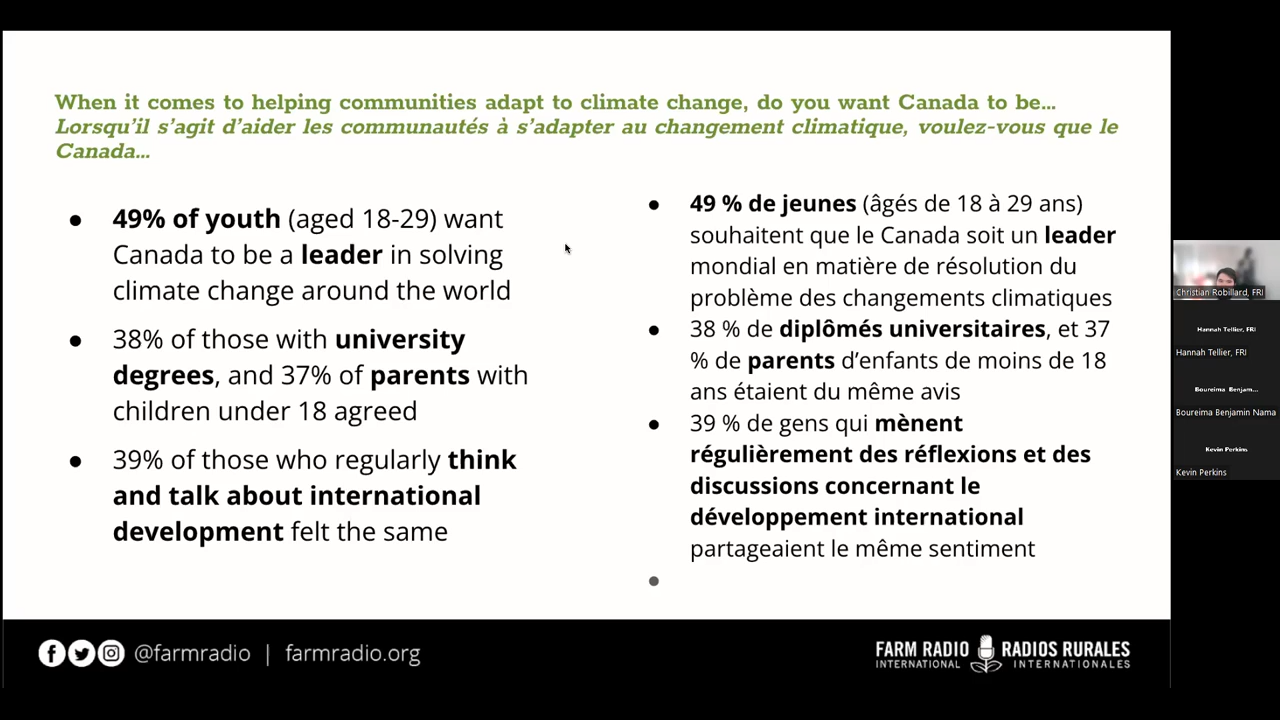 When it comes to helping communities adapt to climate change, do you want Canada to be...
Lorsqu’il s’agit d’aider les communautés à s’adapter au changement climatique, voulez-vous que le
Canada...
● 49% of youth (aged 18-29) want
Canada to be a leader in solving
climate change around the world
● 38% of those with university
degrees, and 37% of parents with
children under 18 agreed
● 39% of those who regularly think
and talk about international
development felt the same
● 49 % de jeunes (âgés de 18 à 29 ans)
souhaitent que le Canada soit un leader
mondial en matière de résolution du
problème des changements climatiques
● 38 % de diplômés universitaires, et 37
% de parents d’enfants de moins de 18
ans étaient du même avis
● 39 % de gens qui mènent
régulièrement des réflexions et des
discussions concernant le
développement international
partageaient le même sentiment
●
@farmradio | farmradio.org
FARM RADIO
INTERNATIONAL
RADIOS RURALES
INTERNATIONALES
Christian Robillard, FRI
Hannah Tellier, FRI
Hannah Tellier, FRI
Boureima Benjam...
Boureima Benjamin Nama
Kevin Perkins
Kevin Perkins